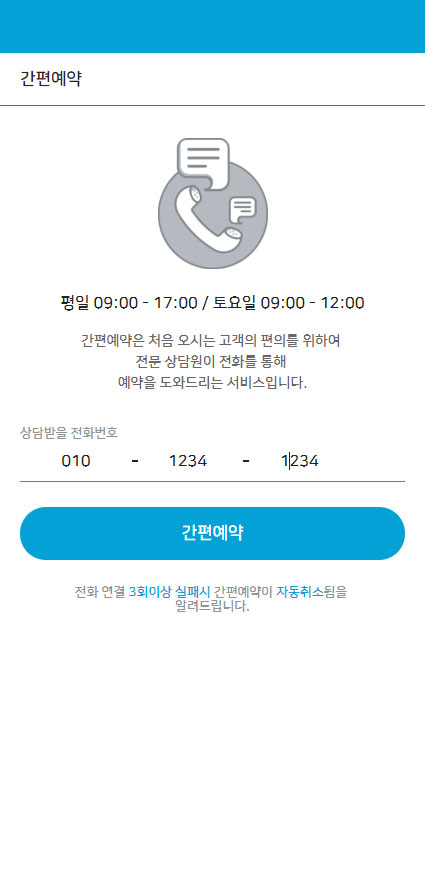 간편예약
평일 09:00 - 17:00 / 토요일 09:00 - 12:00
간편예약은 처음 오시는 고객의 편의를 위하여
전문 상담원이 전화를 통해
예약을 도와드리는 서비스입니다.
상담받을 전화번호
010 - 1234 - 1234
간편예약
전화 연결 3회이상 실패시 간편예약이 자동취소됨을
알려드립니다.